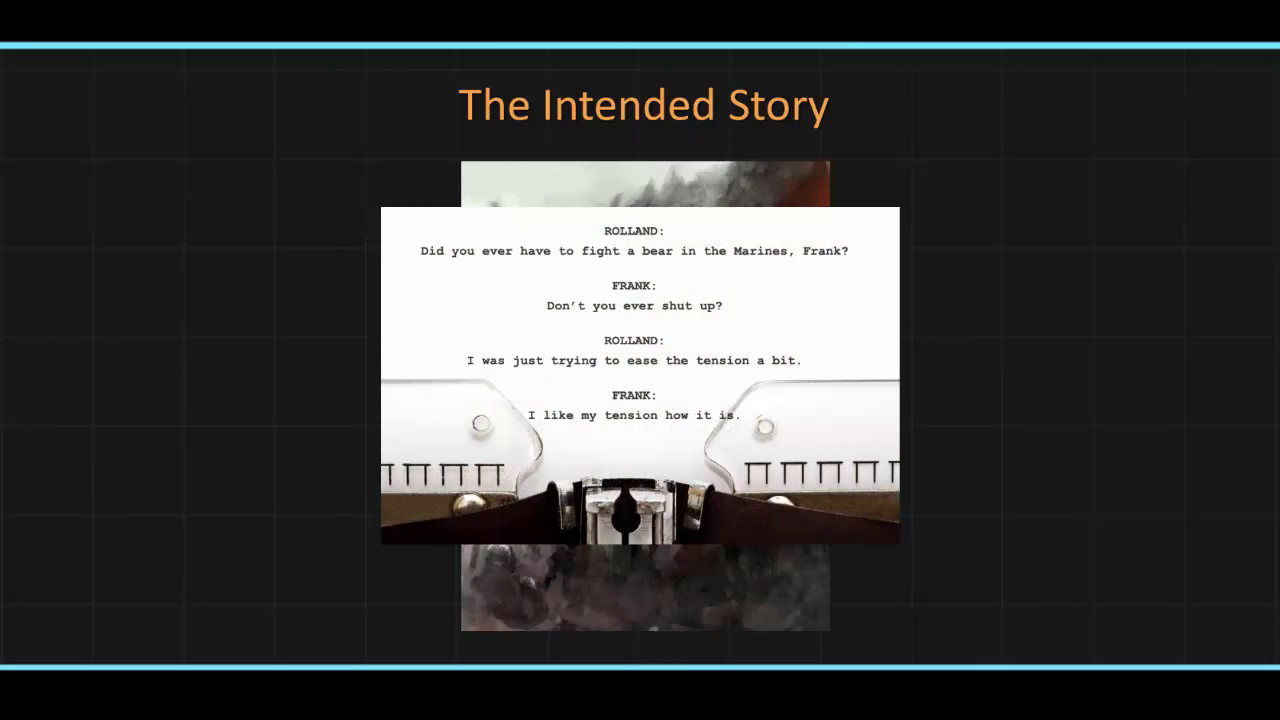 The Intended Story
ROLLAND:
Did you ever have to fight a bear in the Marines, Frank?
FRANK:
Don’t you ever shut up?
ROLLAND:
I was just trying to ease the tension a bit.
FRANK:
I like my tension how it is.